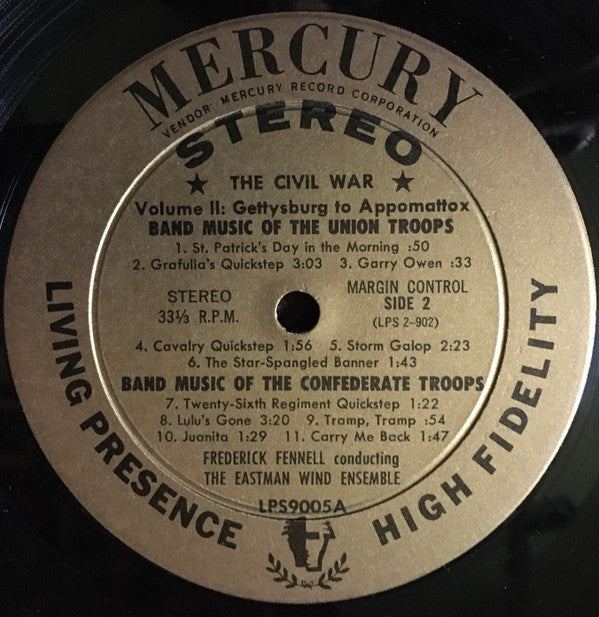 MERCURY
VENDOR: MERCURY RECORD CORPORATION
STEREO
★ THE CIVIL WAR ★
Volume II: Gettysburg to Appomattox
BAND MUSIC OF THE UNION TROOPS
1. St. Patrick's Day in the Morning :50
2. Grafulla's Quickstep 3:03 3. Garry Owen :33
STEREO
33⅓ R.P.M.
MARGIN CONTROL
SIDE 2
(LPS 2-902)
4. Cavalry Quickstep 1:56 5. Storm Galop 2:23
6. The Star-Spangled Banner 1:43
BAND MUSIC OF THE CONFEDERATE TROOPS
7. Twenty-Sixth Regiment Quickstep 1:22
8. Lulu's Gone 3:20 9. Tramp, Tramp :54
10. Juanita 1:29 11. Carry Me Back 1:47
FREDERICK FENNELL conducting
THE EASTMAN WIND ENSEMBLE
LPS9005A
LIVING PRESENCE
HIGH FIDELITY